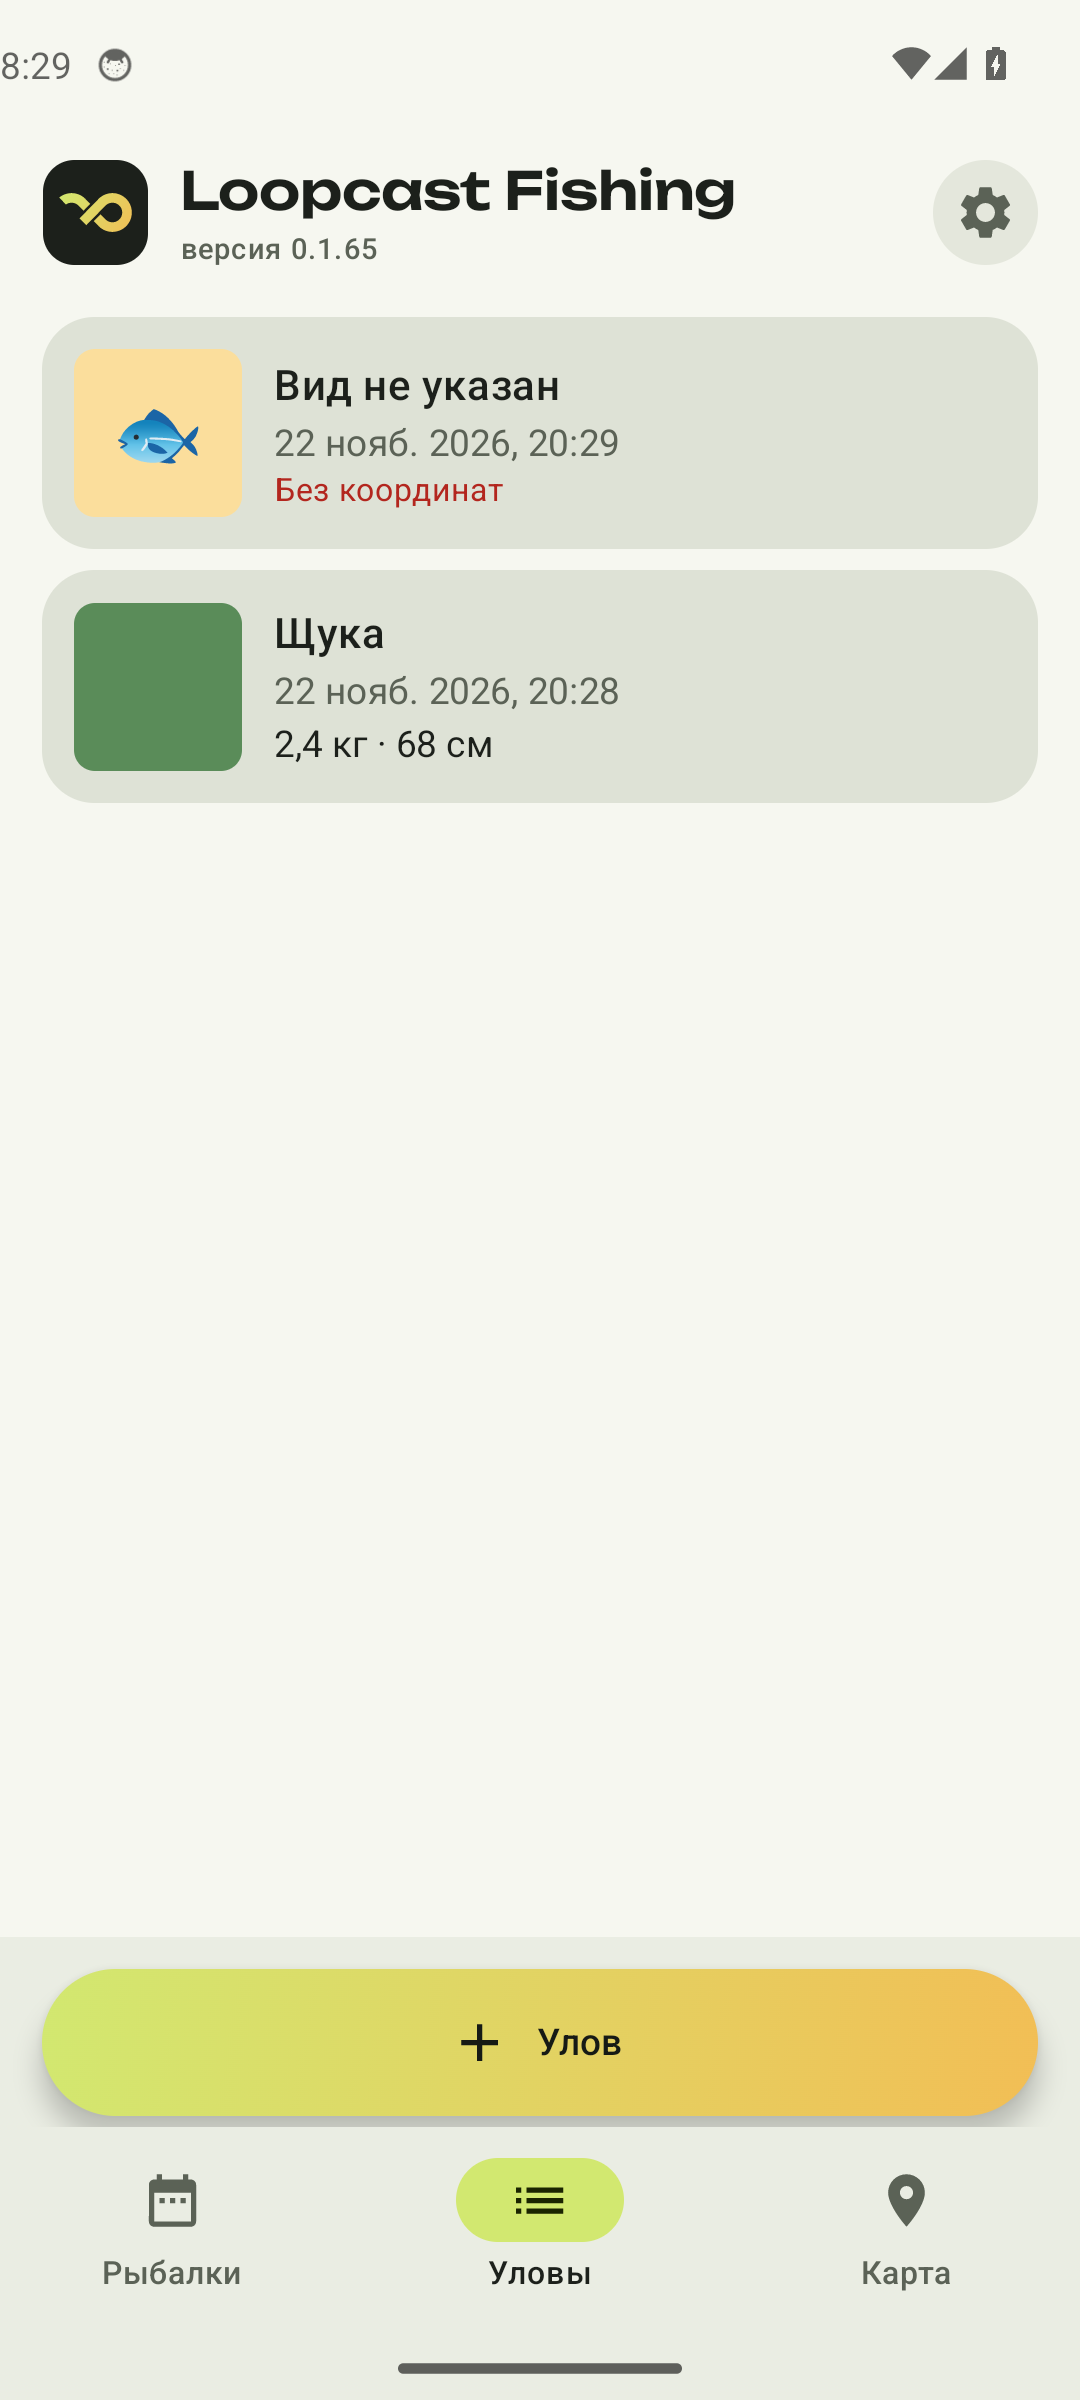 8:29
Loopcast Fishing
версия 0.1.65
Вид не указан
22 нояб. 2026, 20:29
Без координат
Щука
22 нояб. 2026, 20:28
2,4 кг · 68 см
+ Улов
Рыбалки
Уловы
Карта